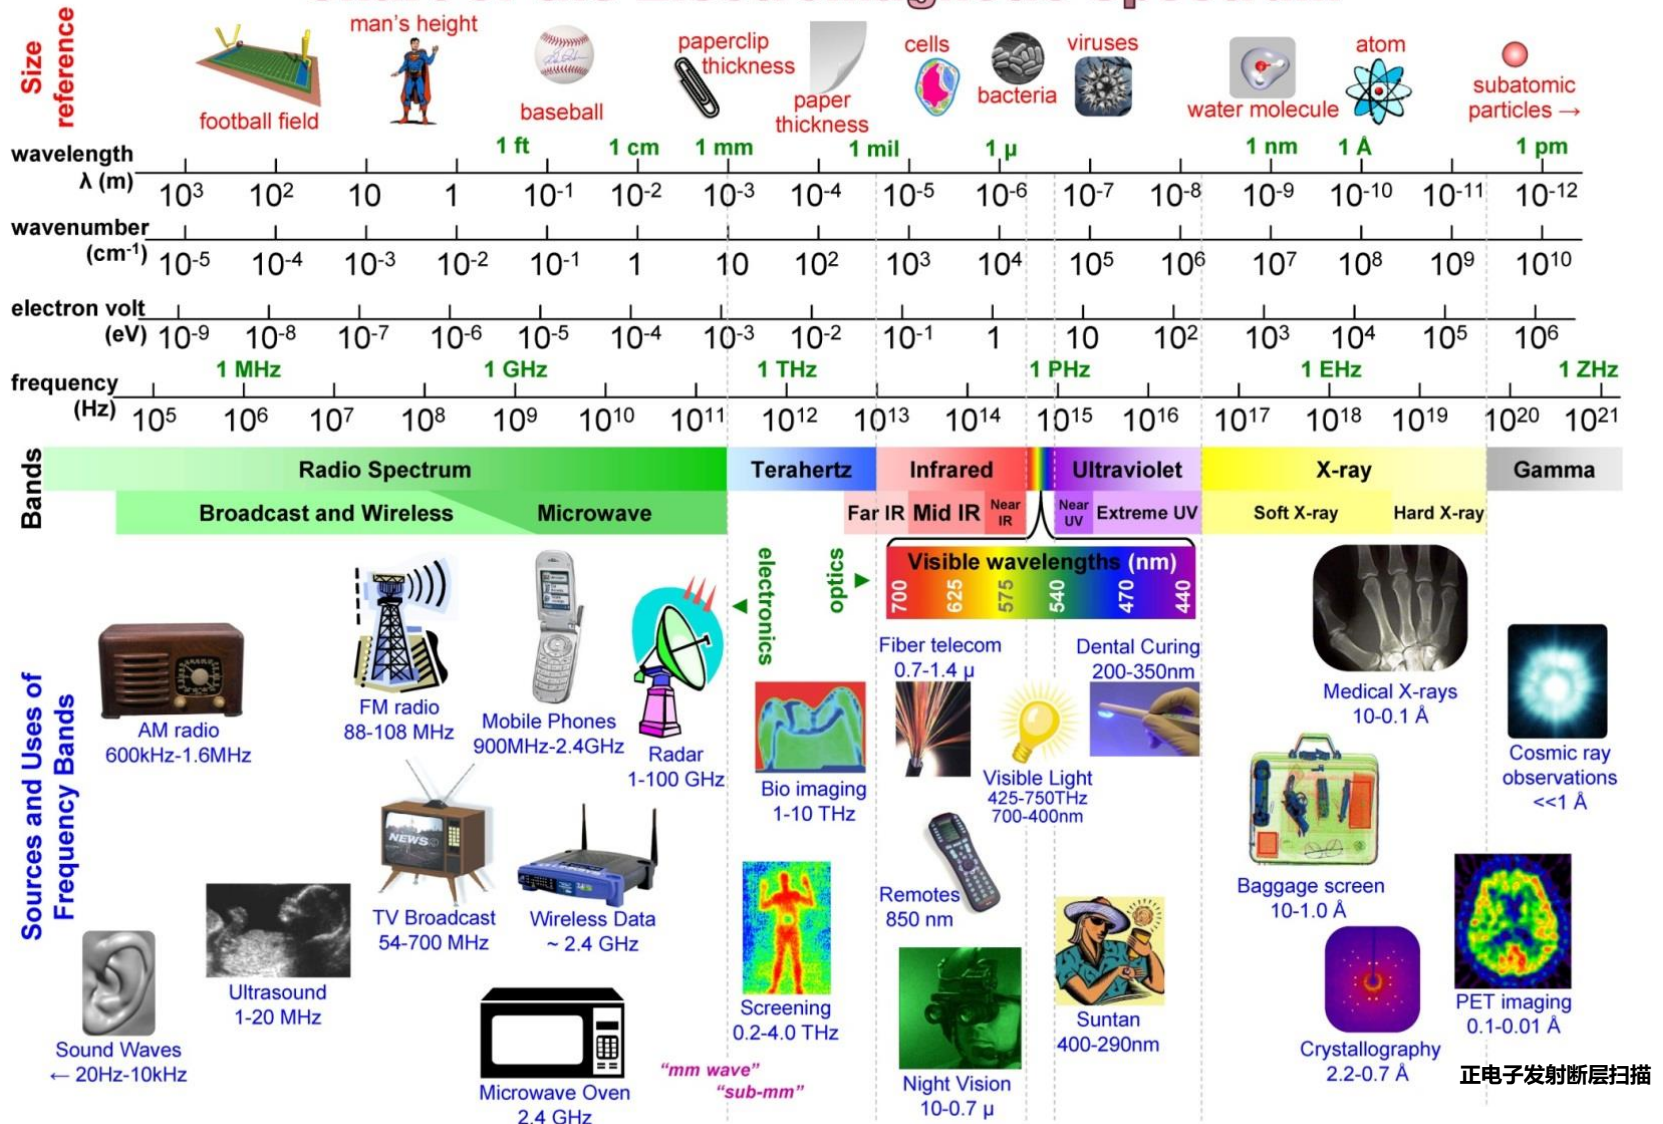 Chart of the Electromagnetic Spectrum
Size
reference
football field
man's height
baseball
paperclip
thickness
paper
thickness
cells
bacteria
viruses
water molecule
atom
subatomic
particles →
wavelength
λ (m)
1 ft 1 cm 1 mm 1 mil 1 µ 1 nm 1 Å 1 pm
10³ 10² 10 1 10⁻¹ 10⁻² 10⁻³ 10⁻⁴ 10⁻⁵ 10⁻⁶ 10⁻⁷ 10⁻⁸ 10⁻⁹ 10⁻¹⁰ 10⁻¹¹ 10⁻¹²
wavenumber
(cm⁻¹)
10⁻⁵ 10⁻⁴ 10⁻³ 10⁻² 10⁻¹ 1 10 10² 10³ 10⁴ 10⁵ 10⁶ 10⁷ 10⁸ 10⁹ 10¹⁰
electron volt
(eV)
10⁻⁹ 10⁻⁸ 10⁻⁷ 10⁻⁶ 10⁻⁵ 10⁻⁴ 10⁻³ 10⁻² 10⁻¹ 1 10 10² 10³ 10⁴ 10⁵ 10⁶
1 MHz 1 GHz 1 THz 1 PHz 1 EHz 1 ZHz
frequency
(Hz)
10⁵ 10⁶ 10⁷ 10⁸ 10⁹ 10¹⁰ 10¹¹ 10¹² 10¹³ 10¹⁴ 10¹⁵ 10¹⁶ 10¹⁷ 10¹⁸ 10¹⁹ 10²⁰ 10²¹
Bands
Radio Spectrum Terahertz Infrared Ultraviolet X-ray Gamma
Broadcast and Wireless Microwave
Far IR Mid IR
Near
IR
Near
UV
Extreme UV
Soft X-ray Hard X-ray
electronics
optics
Visible wavelengths (nm)
700 625 575 540 470 440
Sources and Uses of
Frequency Bands
AM radio
600kHz-1.6MHz
FM radio
88-108 MHz
Mobile Phones
900MHz-2.4GHz
Radar
1-100 GHz
Bio imaging
1-10 THz
Fiber telecom
0.7-1.4 µ
Visible Light
425-750THz
700-400nm
Dental Curing
200-350nm
Medical X-rays
10-0.1 Å
Cosmic ray
observations
<<1 Å
NEWS
TV Broadcast
54-700 MHz
Wireless Data
~ 2.4 GHz
Screening
0.2-4.0 THz
Remotes
850 nm
Baggage screen
10-1.0 Å
Ultrasound
1-20 MHz
Sound Waves
← 20Hz-10kHz
Microwave Oven
2.4 GHz
"mm wave"
"sub-mm"
Night Vision
10-0.7 µ
Suntan
400-290nm
Crystallography
2.2-0.7 Å
PET imaging
0.1-0.01 Å
正电子发射断层扫描